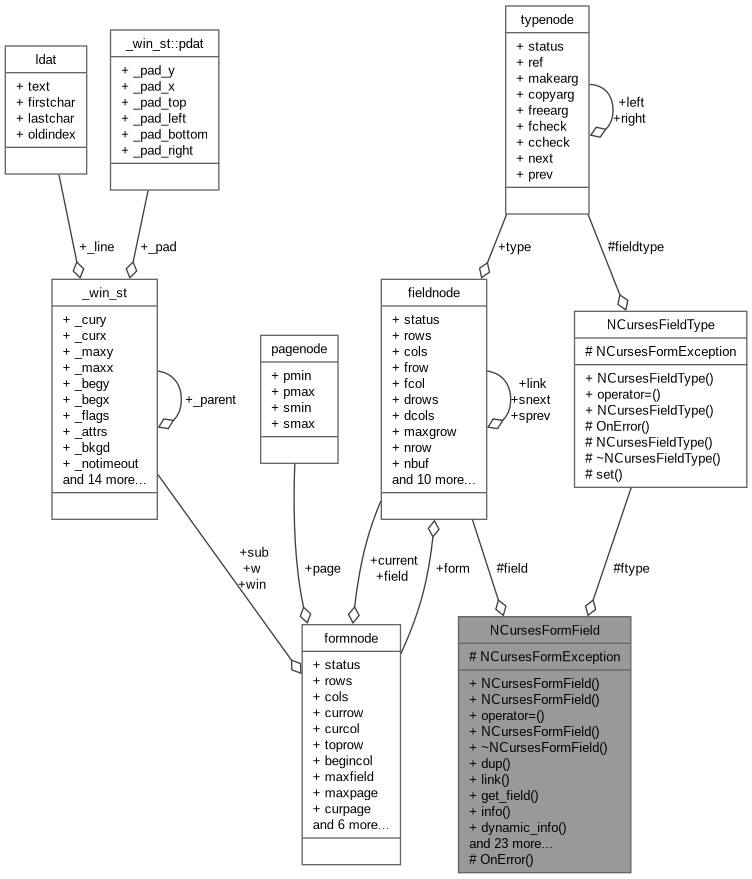 typenode
+ status
+ ref
+ makearg
+ copyarg
+ freearg
+ fcheck
+ ccheck
+ next
+ prev
+left
+right
_win_st::pdat
+ _pad_y
+ _pad_x
+ _pad_top
+ _pad_left
+ _pad_bottom
+ _pad_right
ldat
+ text
+ firstchar
+ lastchar
+ oldindex
+_line
+_pad
+type
#fieldtype
_win_st
+ _cury
+ _curx
+ _maxy
+ _maxx
+ _begy
+ _begx
+ _flags
+ _attrs
+ _bkgd
+ _notimeout
and 14 more...
+_parent
pagenode
+ pmin
+ pmax
+ smin
+ smax
fieldnode
+ status
+ rows
+ cols
+ frow
+ fcol
+ drows
+ dcols
+ maxgrow
+ nrow
+ nbuf
and 10 more...
+link
+snext
+sprev
NCursesFieldType
# NCursesFormException
+ NCursesFieldType()
+ operator=()
+ NCursesFieldType()
# OnError()
# NCursesFieldType()
# ~NCursesFieldType()
# set()
+sub
+w
+win
+page
+current
+field
+form
#field
#ftype
formnode
+ status
+ rows
+ cols
+ currow
+ curcol
+ toprow
+ begincol
+ maxfield
+ maxpage
+ curpage
and 6 more...
NCursesFormField
# NCursesFormException
+ NCursesFormField()
+ NCursesFormField()
+ operator=()
+ NCursesFormField()
+ ~NCursesFormField()
+ dup()
+ link()
+ get_field()
+ info()
+ dynamic_info()
and 23 more...
# OnError()